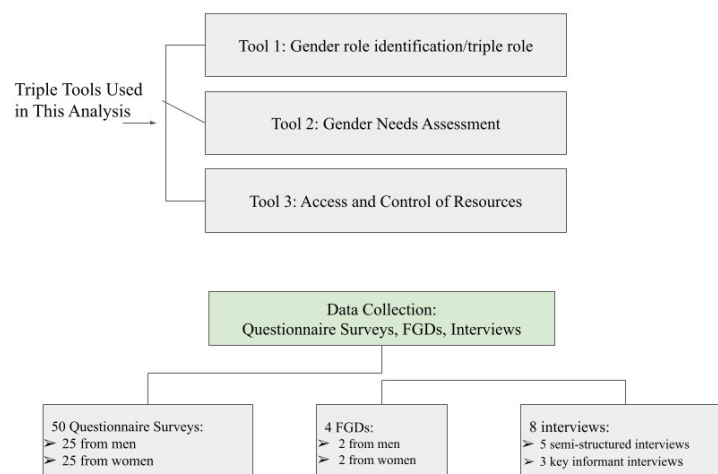 Tool 1: Gender role identification/triple role
Triple Tools Used
in This Analysis
Tool 2: Gender Needs Assessment
Tool 3: Access and Control of Resources
Data Collection:
Questionnaire Surveys, FGDs, Interviews
50 Questionnaire Surveys:
➢ 25 from men
➢ 25 from women
4 FGDs:
➢ 2 from men
➢ 2 from women
8 interviews:
➢ 5 semi-structured interviews
➢ 3 key informant interviews